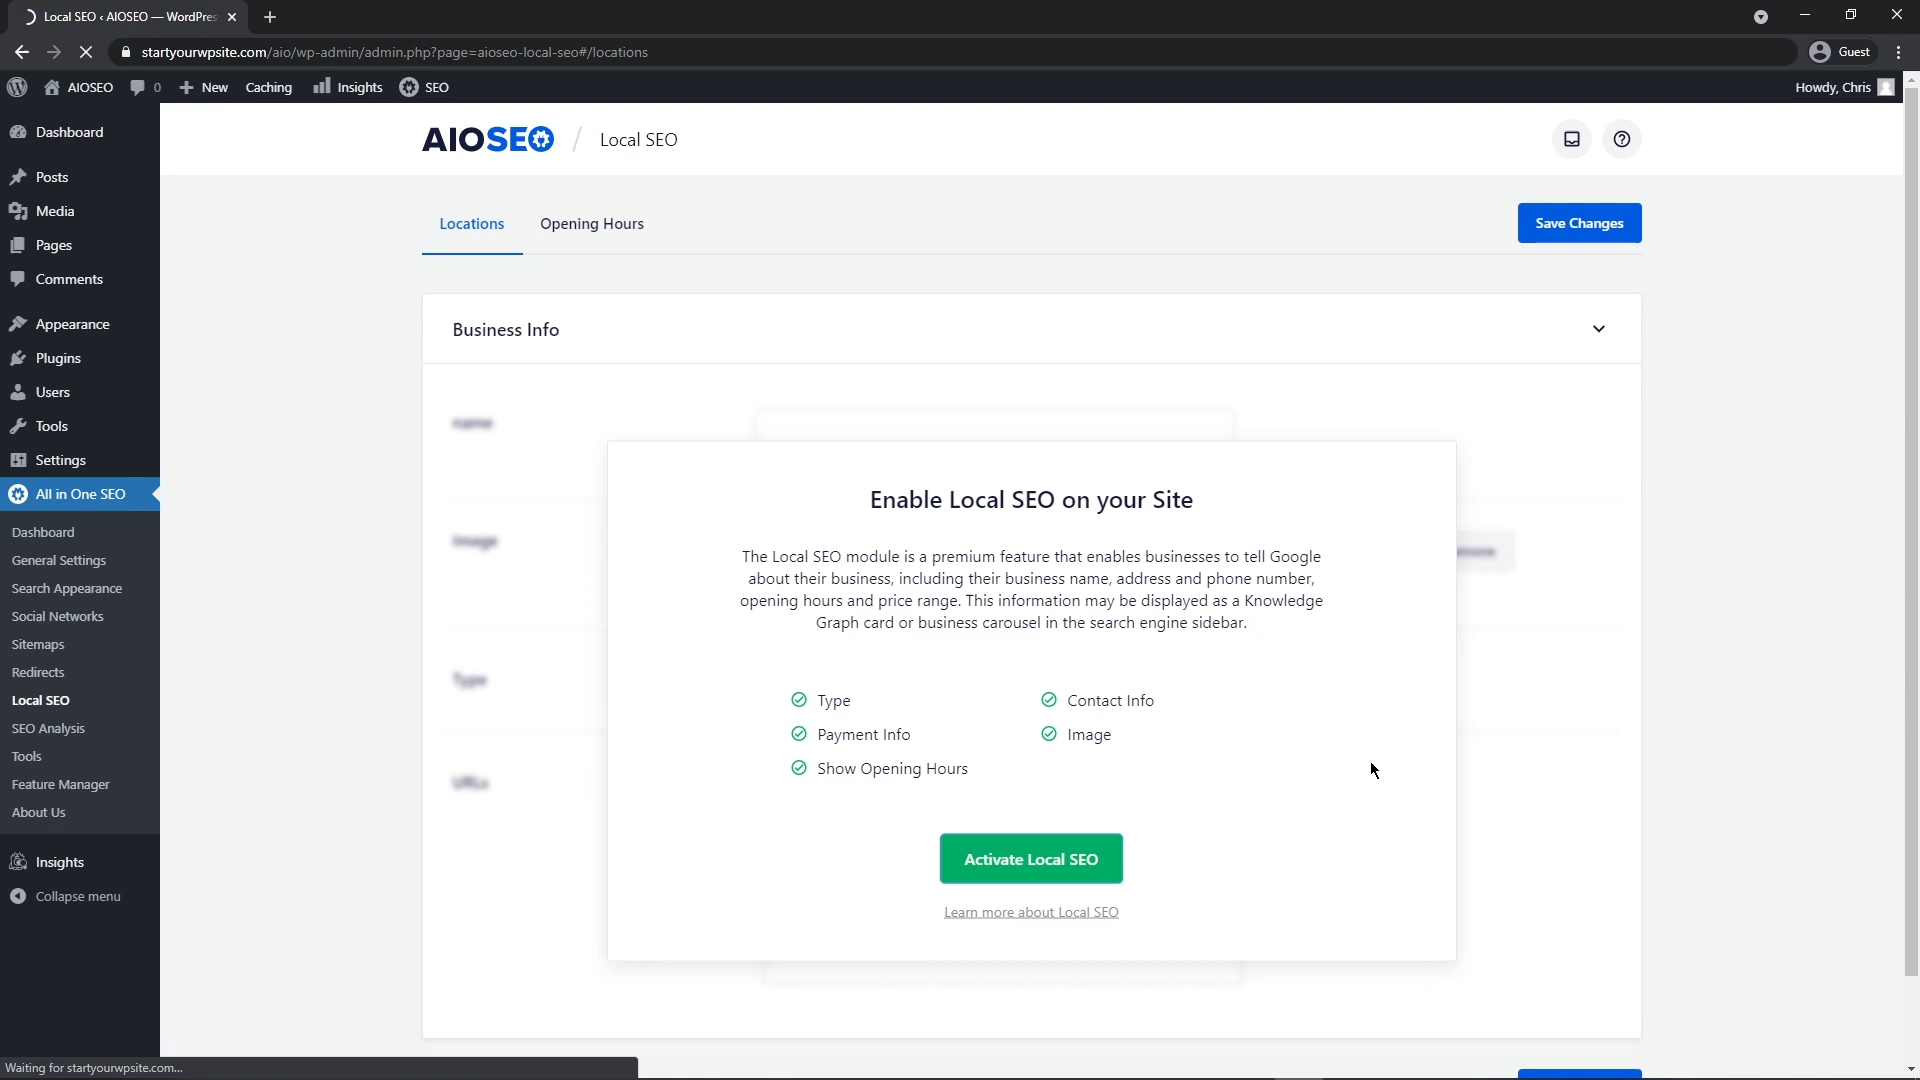 Local SEO ‹ AIOSEO — WordPres
startyourwpsite.com/aio/wp-admin/admin.php?page=aioseo-local-seo#/locations
Guest
AIOSEO
0
New
Caching
Insights
SEO
Howdy, Chris
Dashboard
Posts
Media
Pages
Comments
Appearance
Plugins
Users
Tools
Settings
All in One SEO
Dashboard
General Settings
Search Appearance
Social Networks
Sitemaps
Redirects
Local SEO
SEO Analysis
Tools
Feature Manager
About Us
Insights
Collapse menu
AIOSEO / Local SEO
Locations
Opening Hours
Save Changes
Business Info
name
Image
Type
URLs
Enable Local SEO on your Site
The Local SEO module is a premium feature that enables businesses to tell Google
about their business, including their business name, address and phone number,
opening hours and price range. This information may be displayed as a Knowledge
Graph card or business carousel in the search engine sidebar.
Type
Contact Info
Payment Info
Image
Show Opening Hours
Activate Local SEO
Learn more about Local SEO
Waiting for startyourwpsite.com...